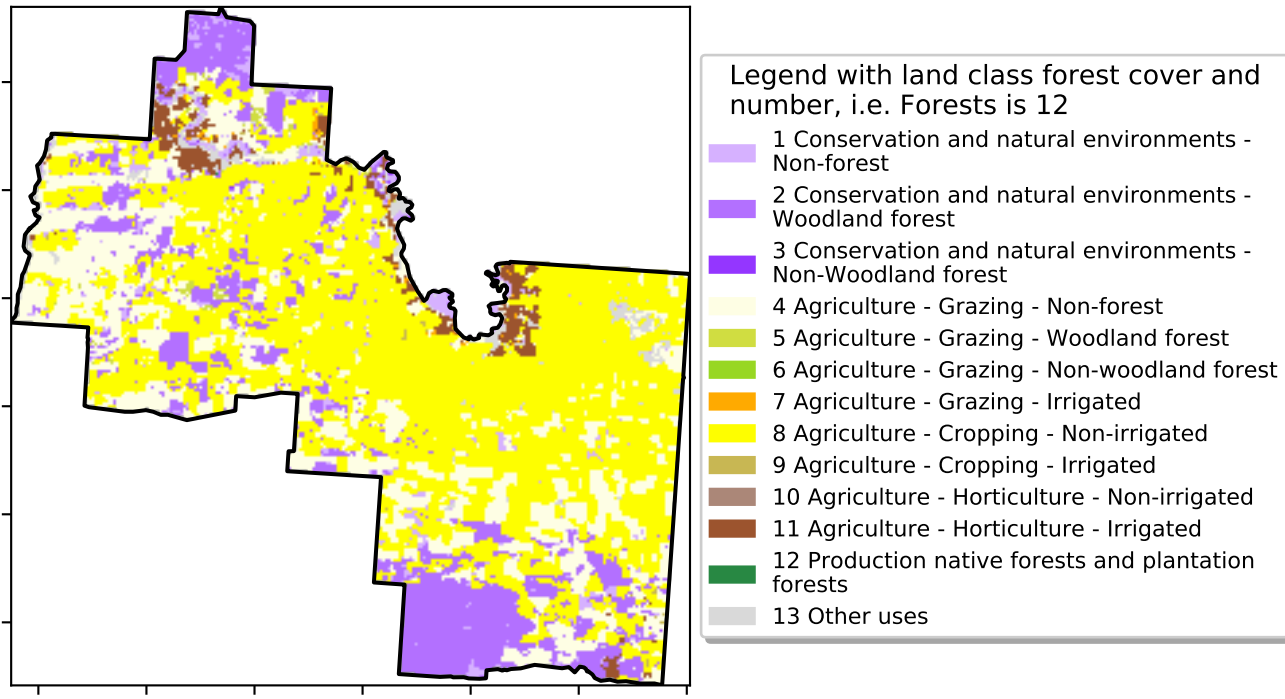 Legend with land class forest cover and
number, i.e. Forests is 12
1 Conservation and natural environments -
Non-forest
2 Conservation and natural environments -
Woodland forest
3 Conservation and natural environments -
Non-Woodland forest
4 Agriculture - Grazing - Non-forest
5 Agriculture - Grazing - Woodland forest
6 Agriculture - Grazing - Non-woodland forest
7 Agriculture - Grazing - Irrigated
8 Agriculture - Cropping - Non-irrigated
9 Agriculture - Cropping - Irrigated
10 Agriculture - Horticulture - Non-irrigated
11 Agriculture - Horticulture - Irrigated
12 Production native forests and plantation
forests
13 Other uses